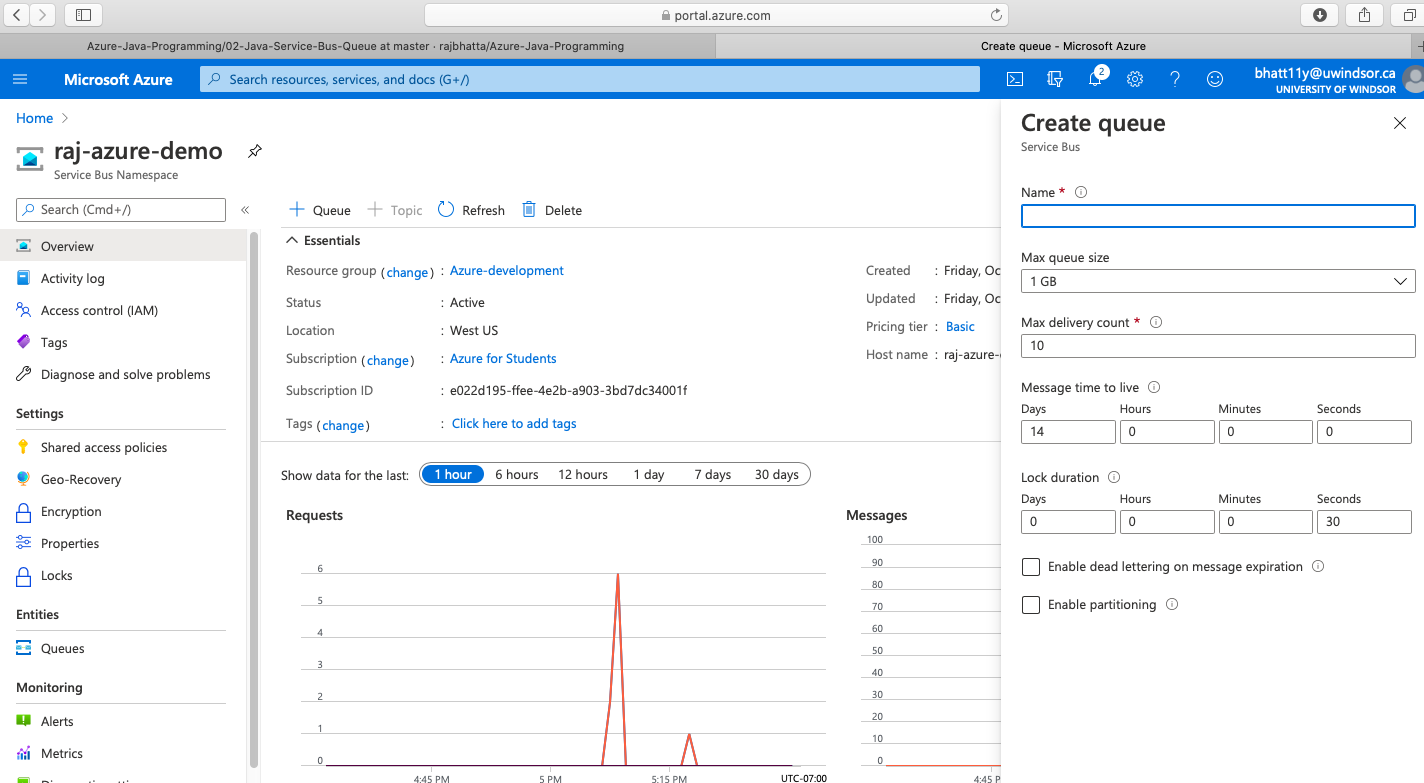 portal.azure.com
Azure-Java-Programming/02-Java-Service-Bus-Queue at master · rajbhatta/Azure-Java-Programming
Create queue - Microsoft Azure
Microsoft Azure
Search resources, services, and docs (G+/)
2
bhatt11y@uwindsor.ca
UNIVERSITY OF WINDSOR
Home
raj-azure-demo
Service Bus Namespace
Search (Cmd+/)
Overview
Activity log
Access control (IAM)
Tags
Diagnose and solve problems
Settings
Shared access policies
Geo-Recovery
Encryption
Properties
Locks
Entities
Queues
Monitoring
Alerts
Metrics
Queue Topic Refresh Delete
Essentials
Resource group (change) : Azure-development
Status : Active
Location : West US
Subscription (change) : Azure for Students
Subscription ID : e022d195-ffee-4e2b-a903-3bd7dc34001f
Tags (change) : Click here to add tags
Created : Friday, Oc
Updated : Friday, Oc
Pricing tier : Basic
Host name : raj-azure-
Show data for the last: 1 hour 6 hours 12 hours 1 day 7 days 30 days
Requests
6
5
4
3
2
1
0
4:45 PM 5 PM 5:15 PM UTC-07:00
Messages
100
90
80
70
60
50
40
30
20
10
0
4:45 P
Create queue
Service Bus
Name *
Max queue size
1 GB
Max delivery count *
10
Message time to live
Days Hours Minutes Seconds
14 0 0 0
Lock duration
Days Hours Minutes Seconds
0 0 0 30
Enable dead lettering on message expiration
Enable partitioning